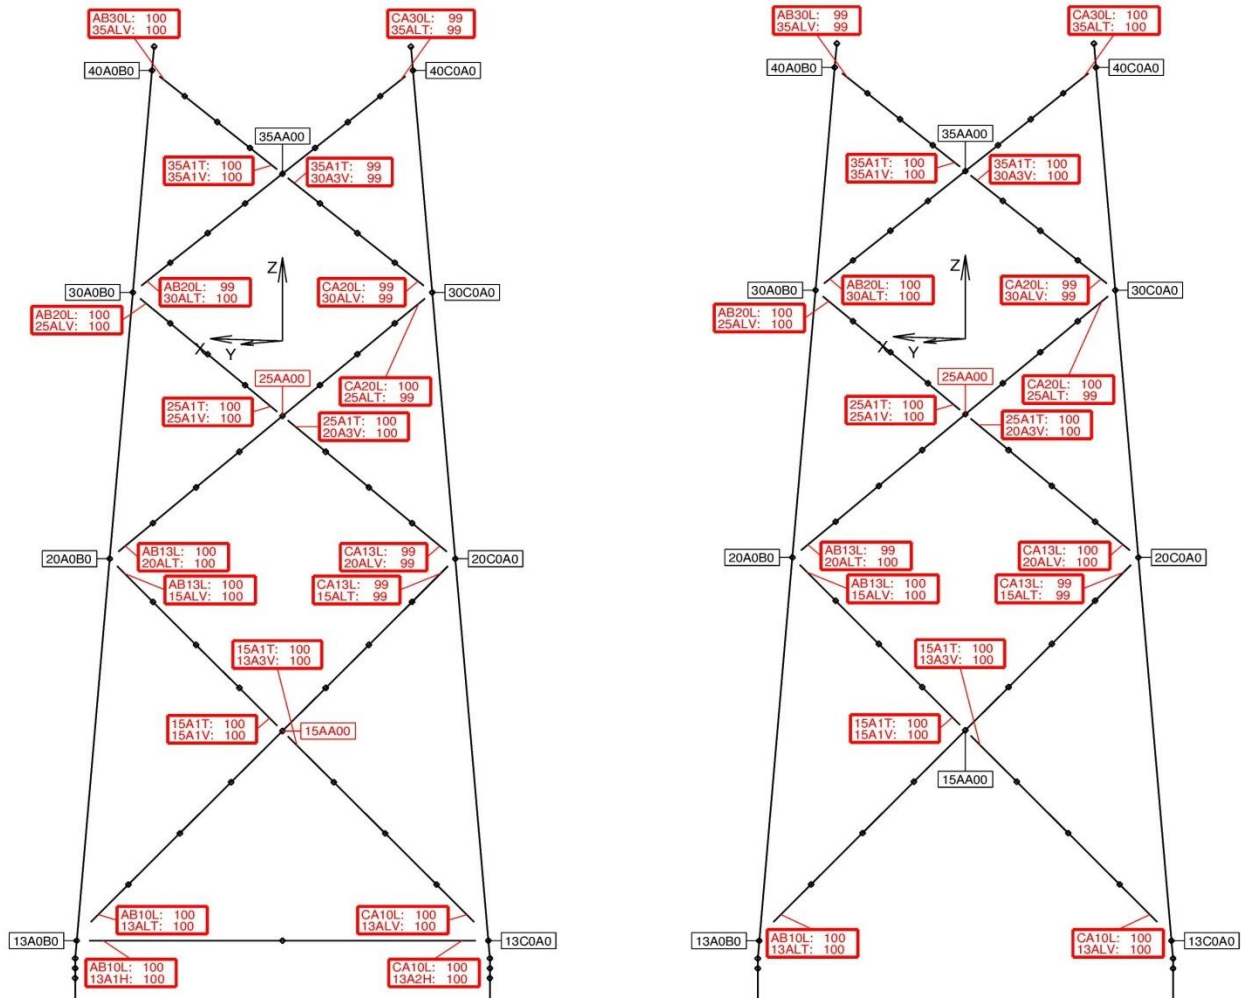 AB30L: 100
35ALV: 100
CA30L: 99
35ALT: 99
40A0B0
40C0A0
35AA00
35A1T: 100
35A1V: 100
35A1T: 99
30A3V: 99
Z
AB20L: 99
30ALT: 100
CA20L: 99
30ALV: 99
30A0B0
30C0A0
AB20L: 100
25ALV: 100
X
Y
25AA00
CA20L: 100
25ALT: 99
25A1T: 100
25A1V: 100
25A1T: 100
20A3V: 100
AB13L: 100
20ALT: 100
CA13L: 99
20ALV: 99
20A0B0
20C0A0
AB13L: 100
15ALV: 100
CA13L: 99
15ALT: 99
15A1T: 100
13A3V: 100
15A1T: 100
15A1V: 100
15AA00
AB10L: 100
13ALT: 100
CA10L: 100
13ALV: 100
13A0B0
13C0A0
AB10L: 100
13A1H: 100
CA10L: 100
13A2H: 100
AB30L: 99
35ALV: 99
CA30L: 100
35ALT: 100
40A0B0
40C0A0
35AA00
35A1T: 100
35A1V: 100
35A1T: 100
30A3V: 100
Z
AB20L: 100
30ALT: 100
CA20L: 99
30ALV: 99
30A0B0
30C0A0
AB20L: 100
25ALV: 100
X
Y
25AA00
CA20L: 100
25ALT: 99
25A1T: 100
25A1V: 100
25A1T: 100
20A3V: 100
AB13L: 99
20ALT: 100
CA13L: 100
20ALV: 100
20A0B0
20C0A0
AB13L: 100
15ALV: 100
CA13L: 99
15ALT: 99
15A1T: 100
13A3V: 100
15A1T: 100
15A1V: 100
15AA00
AB10L: 100
13ALT: 100
CA10L: 100
13ALV: 100
13A0B0
13C0A0